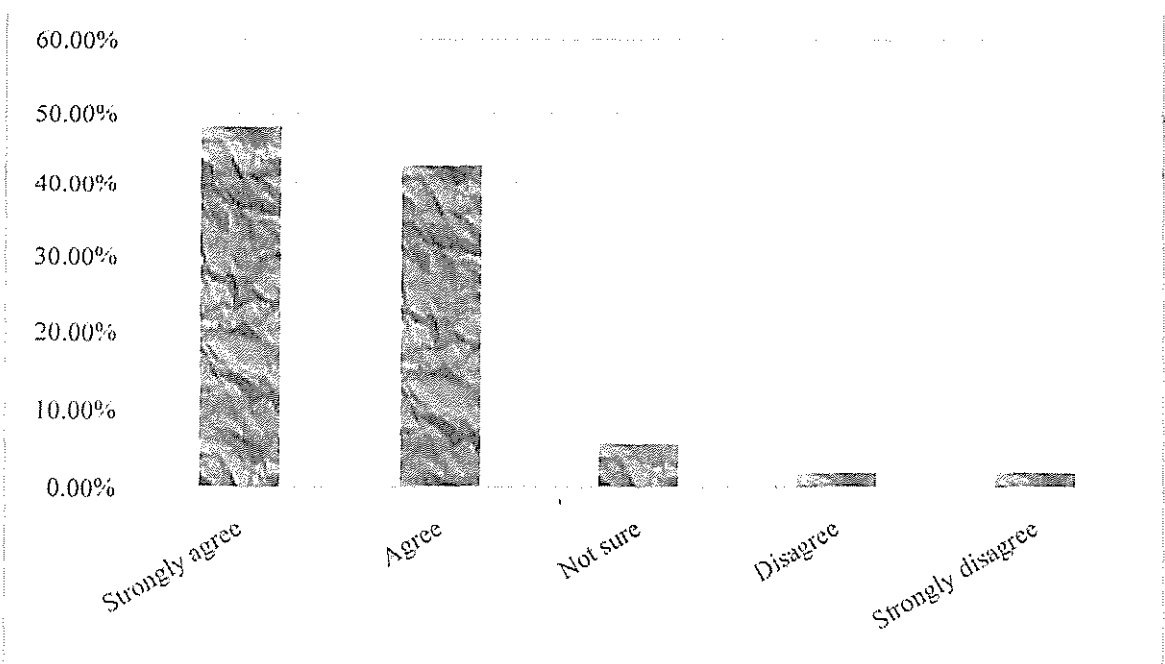 60.00%
50.00%
40.00%
30.00%
20.00%
10.00%
0.00%
Strongly agree
Agree
Not sure
Disagree
Strongly disagree